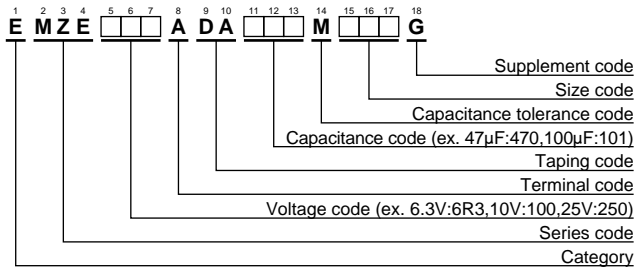 1 2 3 4 5 6 7 8 9 10 11 12 13 14 15 16 17 18
E MZE A DA M G
Supplement code
Size code
Capacitance tolerance code
Capacitance code (ex. 47µF:470,100µF:101)
Taping code
Terminal code
Voltage code (ex. 6.3V:6R3,10V:100,25V:250)
Series code
Category